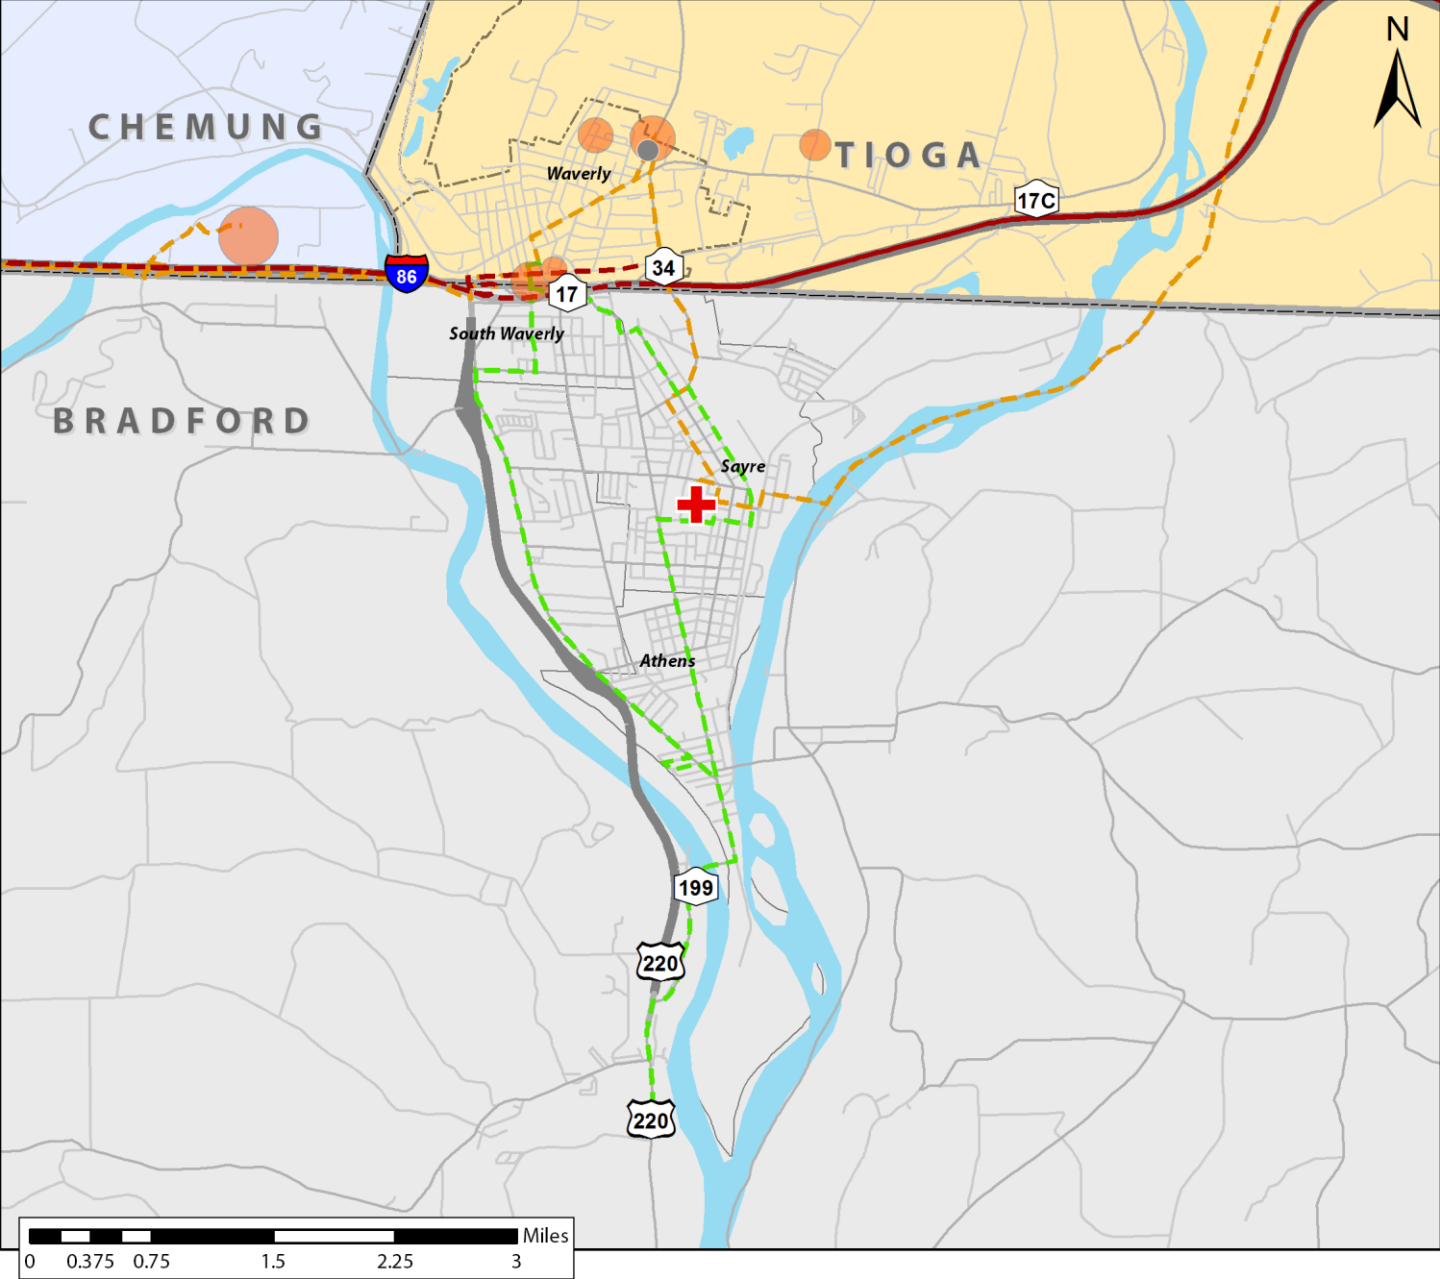 N
CHEMUNG
TIOGA
Waverly
17C
34
86
17
South Waverly
BRADFORD
Sayre
Athens
199
220
220
Miles
0 0.375 0.75 1.5 2.25 3